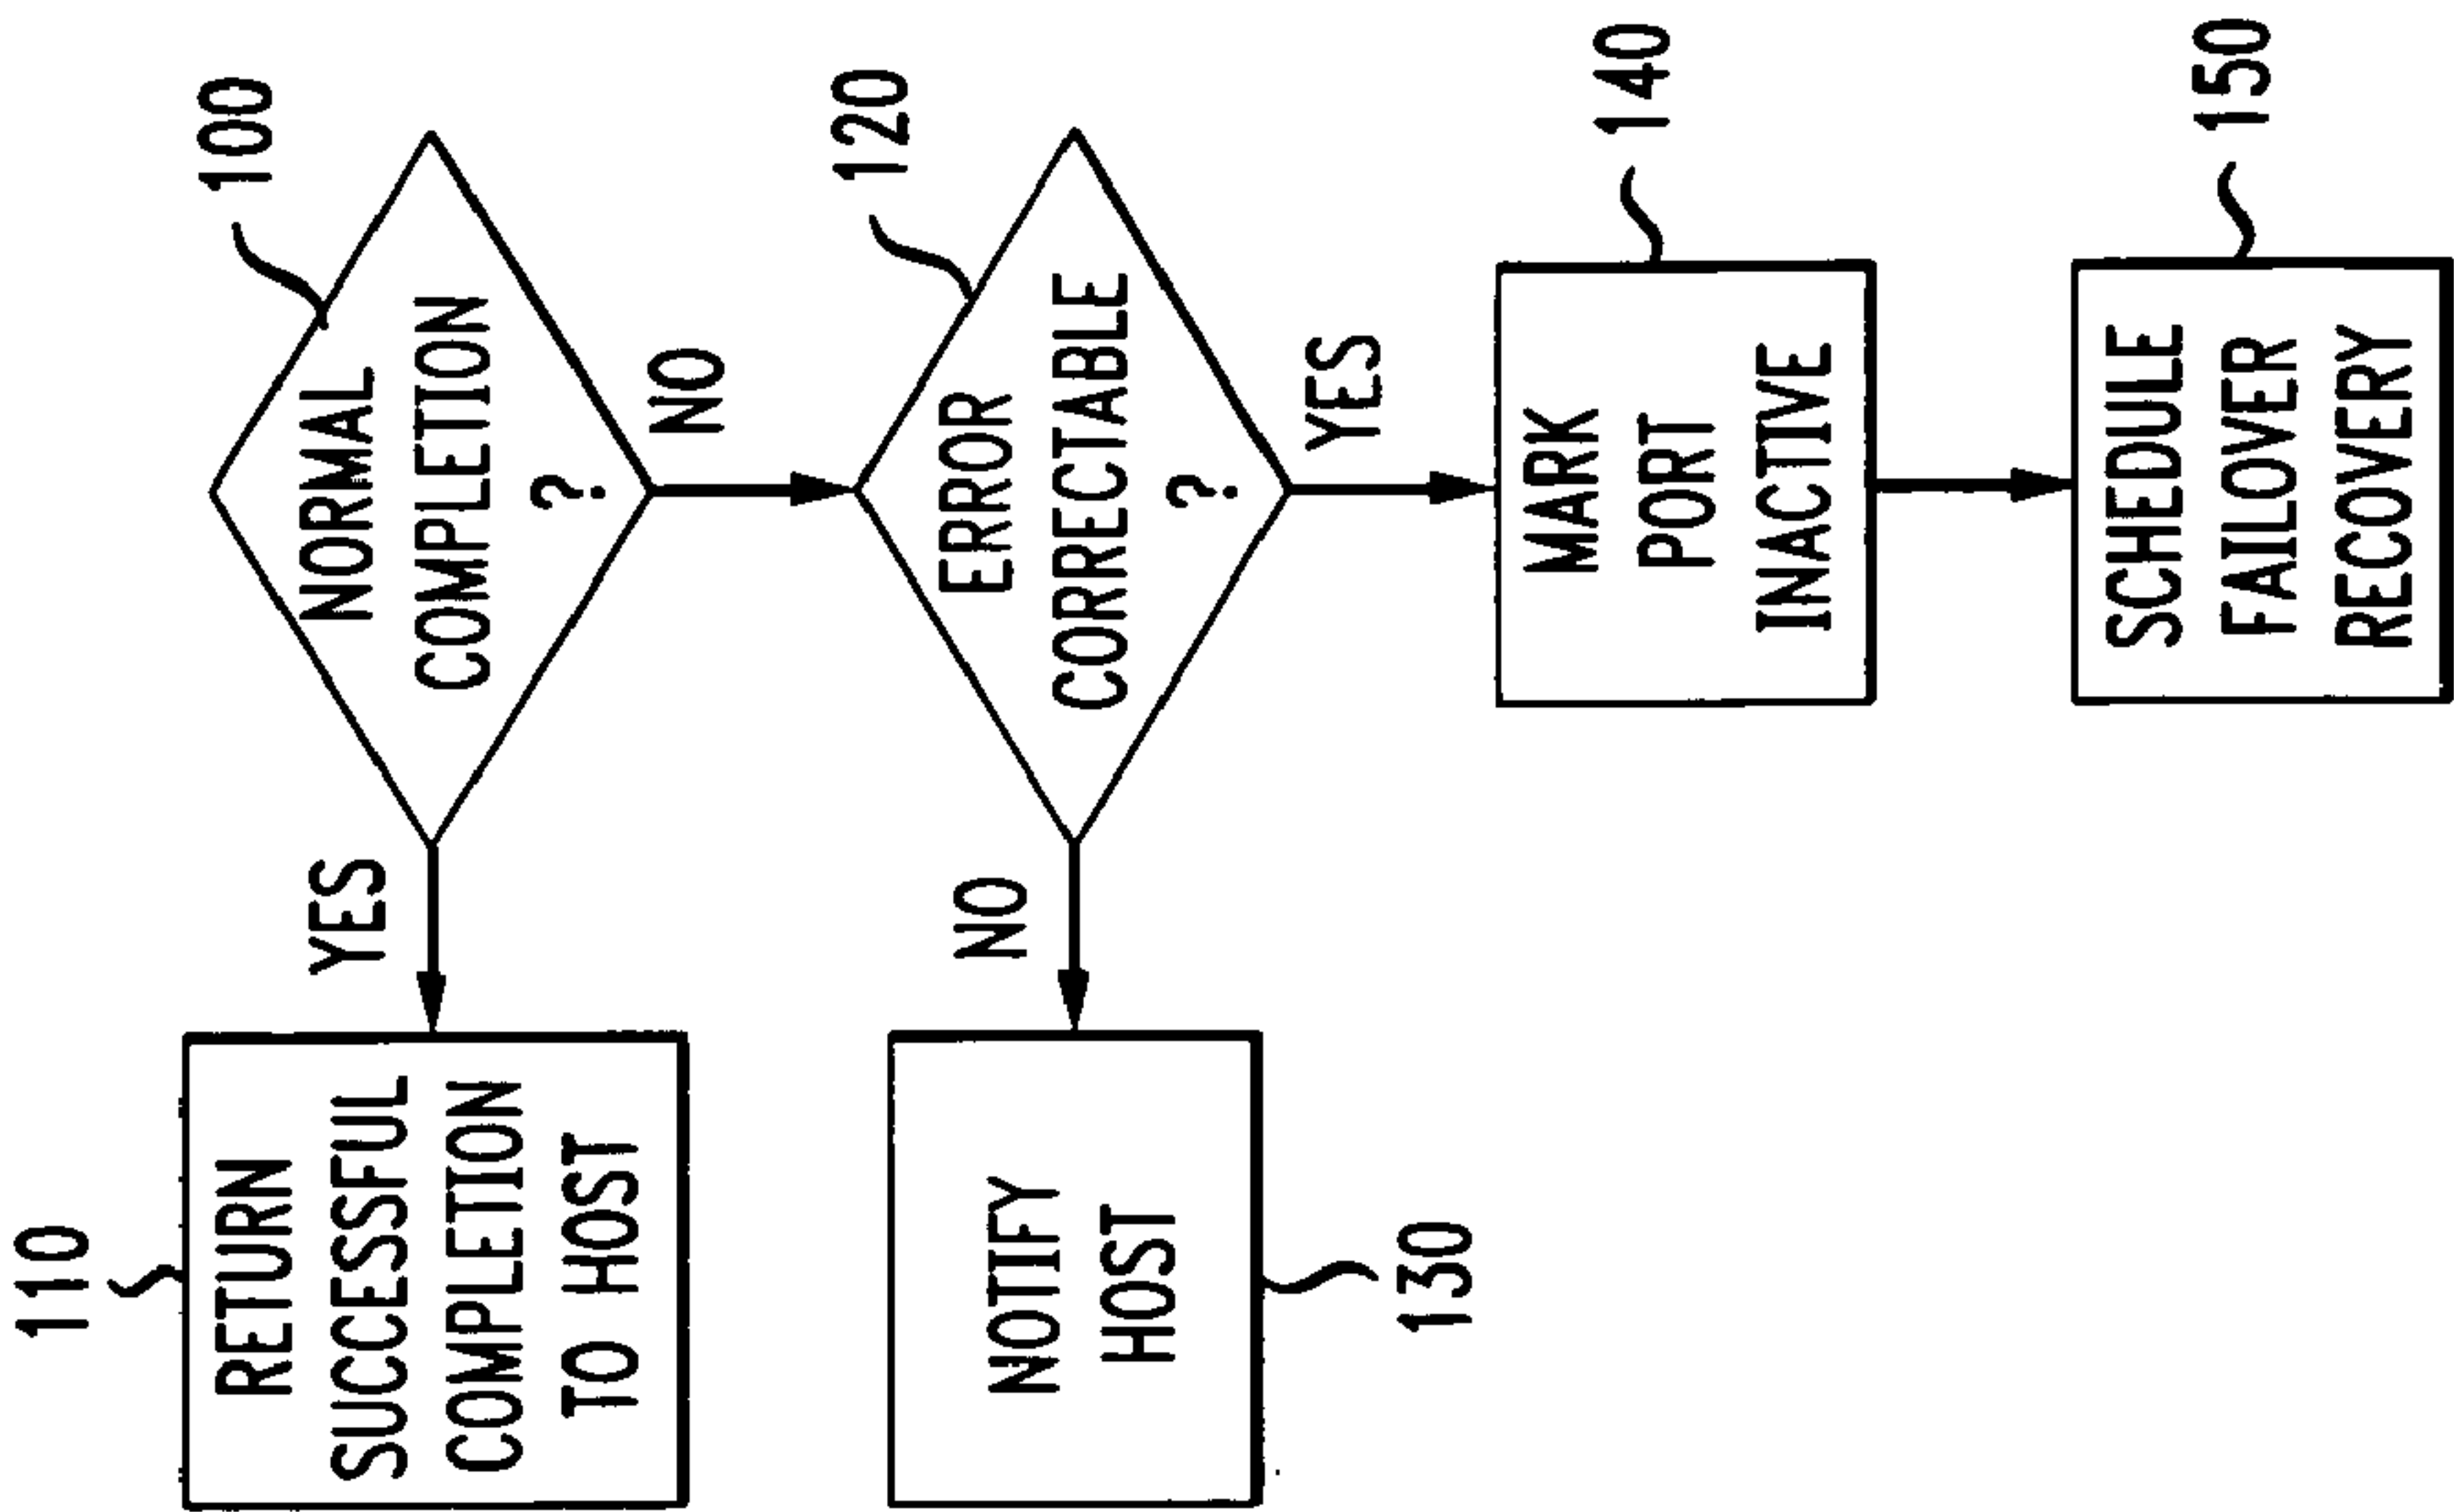 100
NORMAL
COMPLETION
?
YES
NO
110
RETURN
SUCCESSFUL
COMPLETION
TO HOST
120
ERROR
CORRECTABLE
?
NO
YES
NOTIFY
HOST
130
140
MARK
PORT
INACTIVE
150
SCHEDULE
FAILOVER
RECOVERY